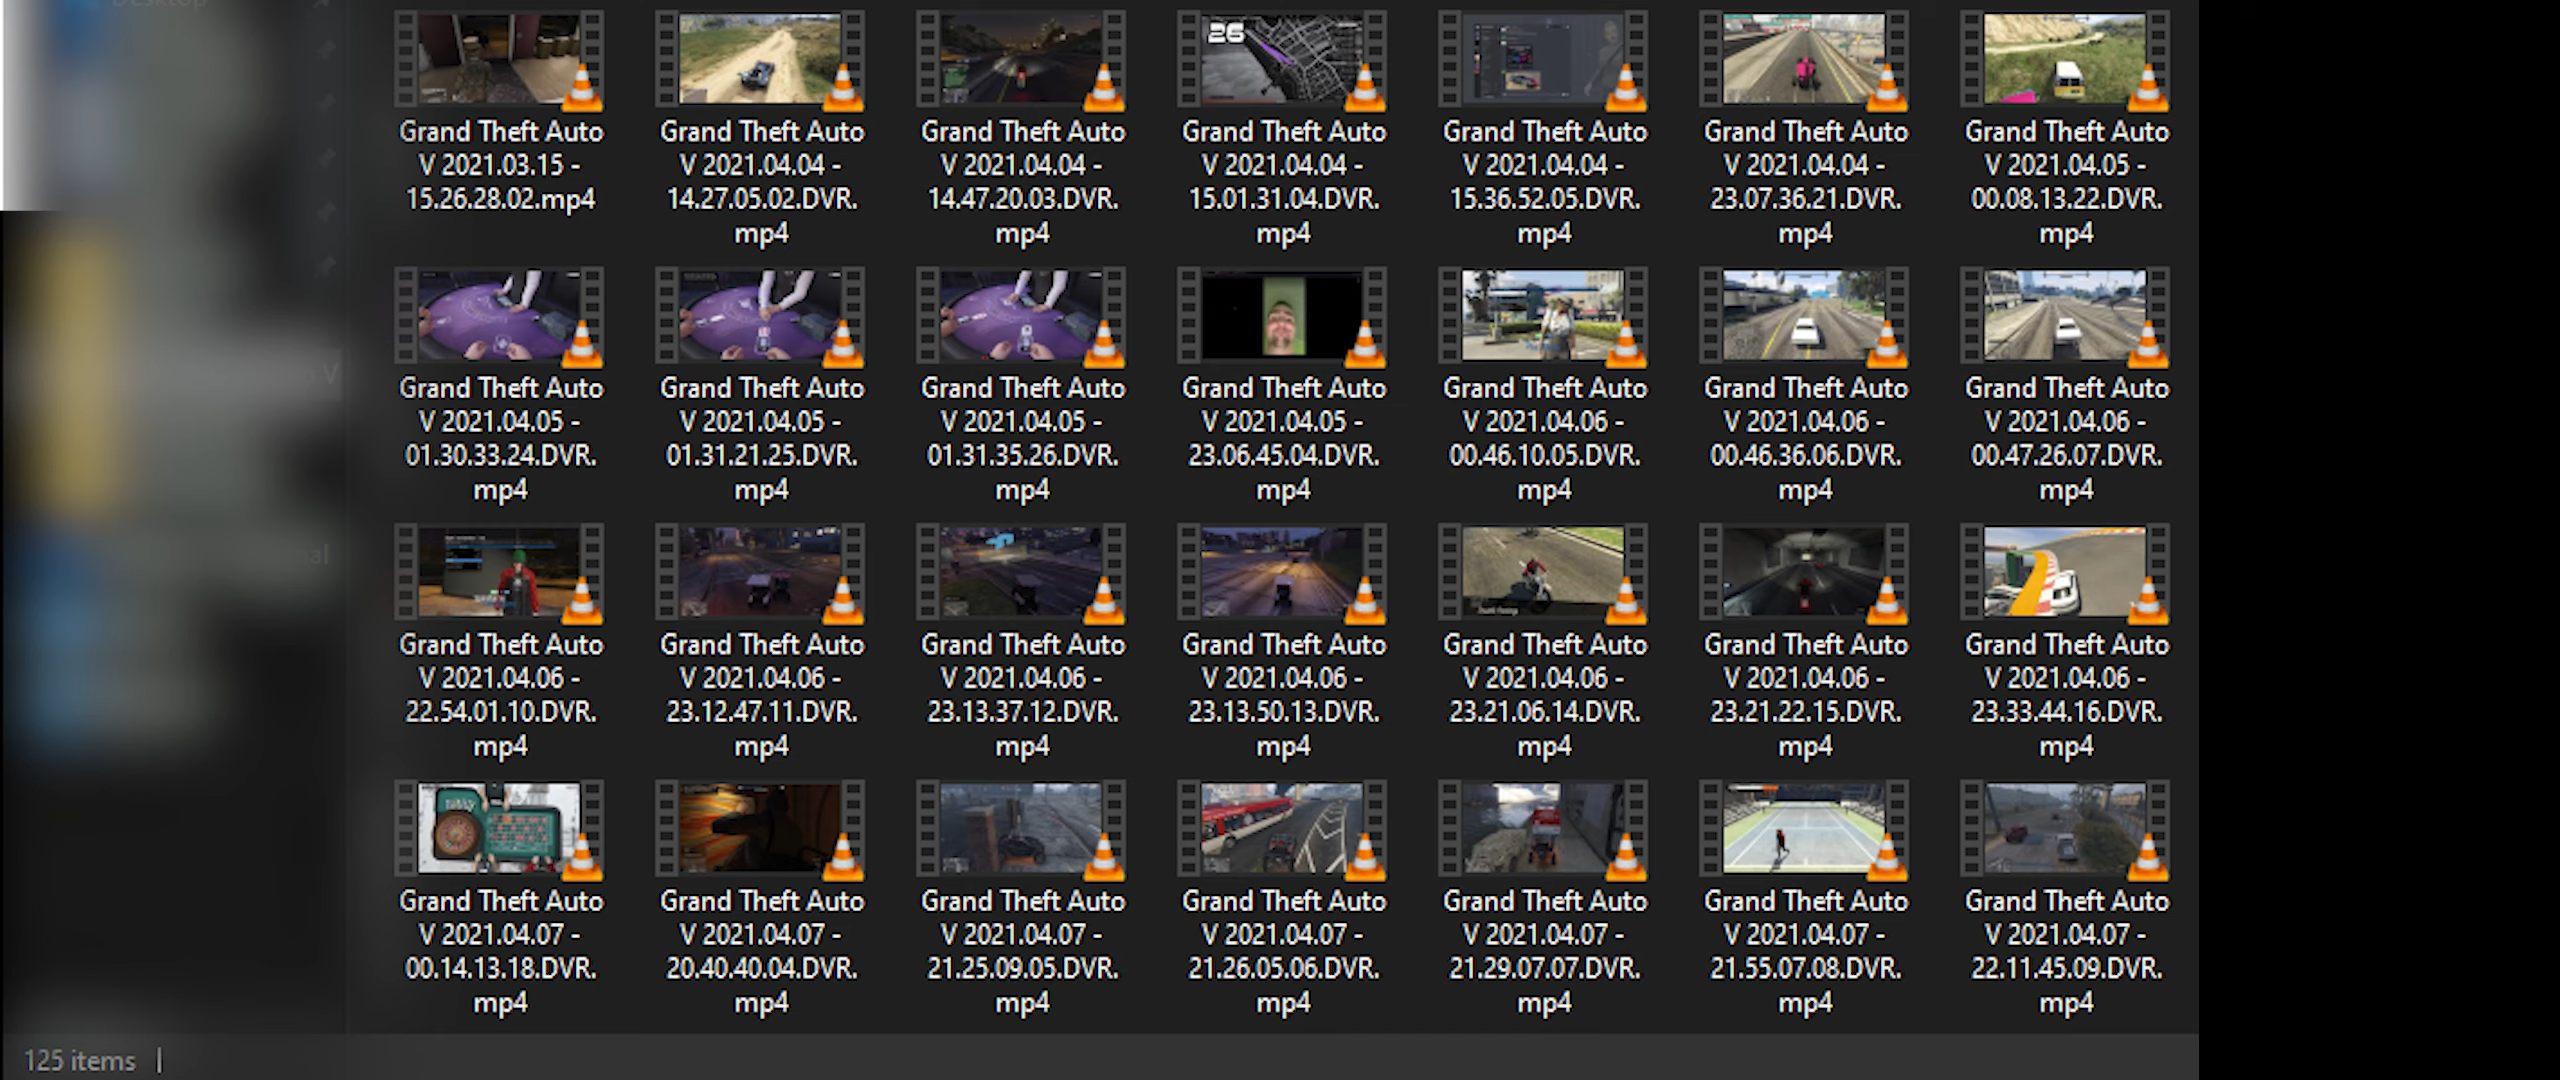 Desktop
26
Grand Theft Auto
V 2021.03.15 -
15.26.28.02.mp4
Grand Theft Auto
V 2021.04.04 -
14.27.05.02.DVR.
mp4
Grand Theft Auto
V 2021.04.04 -
14.47.20.03.DVR.
mp4
Grand Theft Auto
V 2021.04.04 -
15.01.31.04.DVR.
mp4
Grand Theft Auto
V 2021.04.04 -
15.36.52.05.DVR.
mp4
Grand Theft Auto
V 2021.04.04 -
23.07.36.21.DVR.
mp4
Grand Theft Auto
V 2021.04.05 -
00.08.13.22.DVR.
mp4
Grand Theft Auto
V 2021.04.05 -
01.30.33.24.DVR.
mp4
Grand Theft Auto
V 2021.04.05 -
01.31.21.25.DVR.
mp4
Grand Theft Auto
V 2021.04.05 -
01.31.35.26.DVR.
mp4
Grand Theft Auto
V 2021.04.05 -
23.06.45.04.DVR.
mp4
Grand Theft Auto
V 2021.04.06 -
00.46.10.05.DVR.
mp4
Grand Theft Auto
V 2021.04.06 -
00.46.36.06.DVR.
mp4
Grand Theft Auto
V 2021.04.06 -
00.47.26.07.DVR.
mp4
Grand Theft Auto
V 2021.04.06 -
22.54.01.10.DVR.
mp4
Grand Theft Auto
V 2021.04.06 -
23.12.47.11.DVR.
mp4
Grand Theft Auto
V 2021.04.06 -
23.13.37.12.DVR.
mp4
Grand Theft Auto
V 2021.04.06 -
23.13.50.13.DVR.
mp4
Grand Theft Auto
V 2021.04.06 -
23.21.06.14.DVR.
mp4
Grand Theft Auto
V 2021.04.06 -
23.21.22.15.DVR.
mp4
Grand Theft Auto
V 2021.04.06 -
23.33.44.16.DVR.
mp4
Grand Theft Auto
V 2021.04.07 -
00.14.13.18.DVR.
mp4
Grand Theft Auto
V 2021.04.07 -
20.40.40.04.DVR.
mp4
Grand Theft Auto
V 2021.04.07 -
21.25.09.05.DVR.
mp4
Grand Theft Auto
V 2021.04.07 -
21.26.05.06.DVR.
mp4
Grand Theft Auto
V 2021.04.07 -
21.29.07.07.DVR.
mp4
Grand Theft Auto
V 2021.04.07 -
21.55.07.08.DVR.
mp4
Grand Theft Auto
V 2021.04.07 -
22.11.45.09.DVR.
mp4
125 items